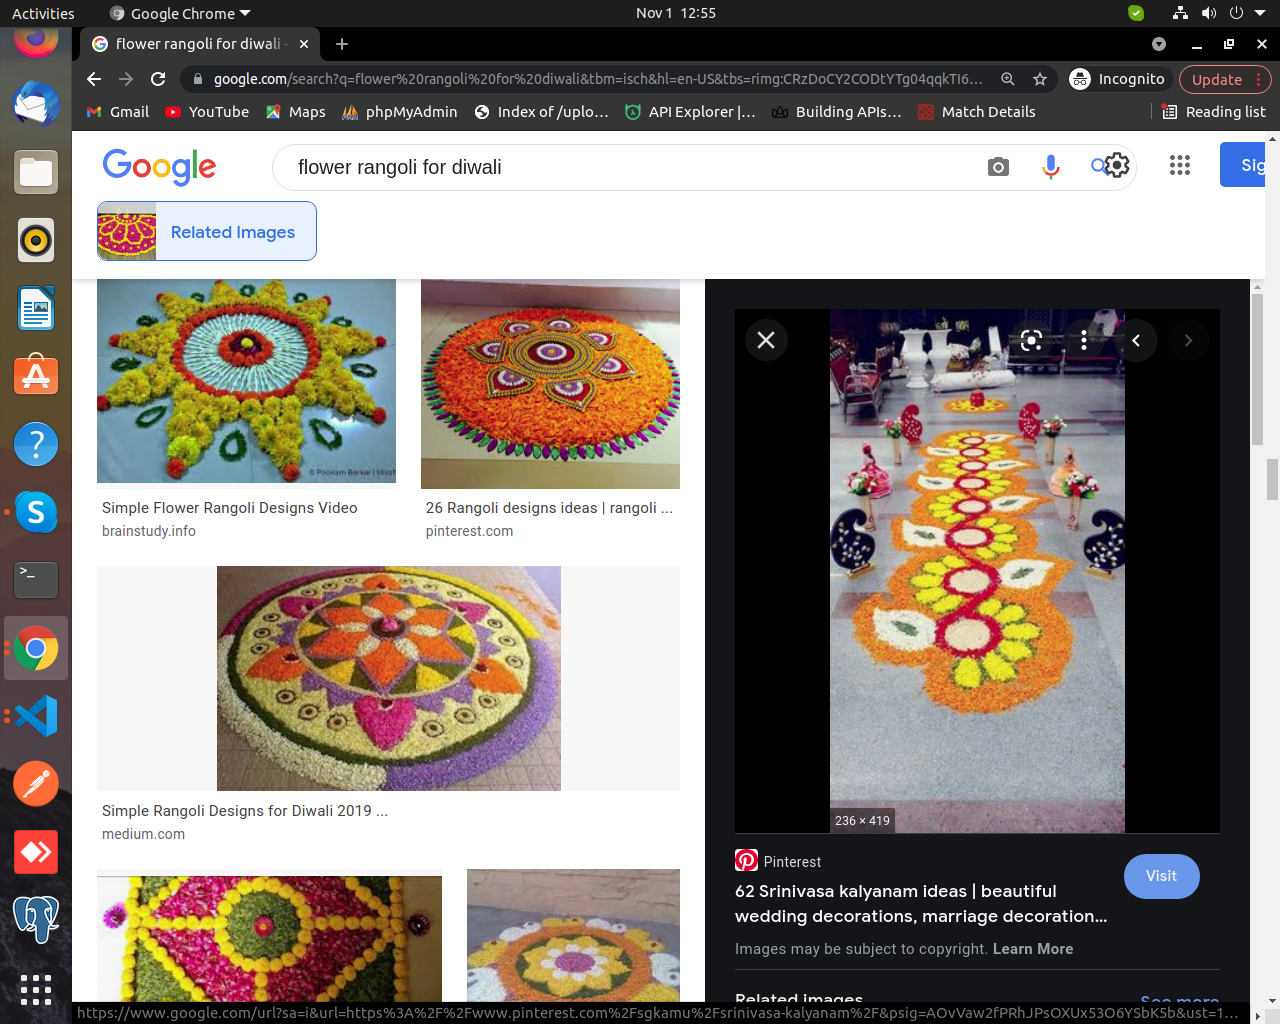 Activities
Google Chrome
Nov 1 12:55
flower rangoli for diwali -
google.com/search?q=flower%20rangoli%20for%20diwali&tbm=isch&hl=en-US&tbs=rimg:CRzDoCY2CODtYTg04qqkTI6...
Incognito
Update
Gmail
YouTube
Maps
phpMyAdmin
Index of /uplo...
API Explorer |...
Building APIs...
Match Details
Reading list
Google
flower rangoli for diwali
Sig
Related Images
© Poonam Borkar | blissf
Simple Flower Rangoli Designs Video
brainstudy.info
26 Rangoli designs ideas | rangoli ...
pinterest.com
Simple Rangoli Designs for Diwali 2019 ...
medium.com
236 × 419
Pinterest
Visit
62 Srinivasa kalyanam ideas | beautiful
wedding decorations, marriage decoration...
Images may be subject to copyright. Learn More
Related images
See more
https://www.google.com/url?sa=i&url=https%3A%2F%2Fwww.pinterest.com%2Fsgkamu%2Fsrinivasa-kalyanam%2F&psig=AOvVaw2fPRhJPsOXUx53O6YSbK5b&ust=1...